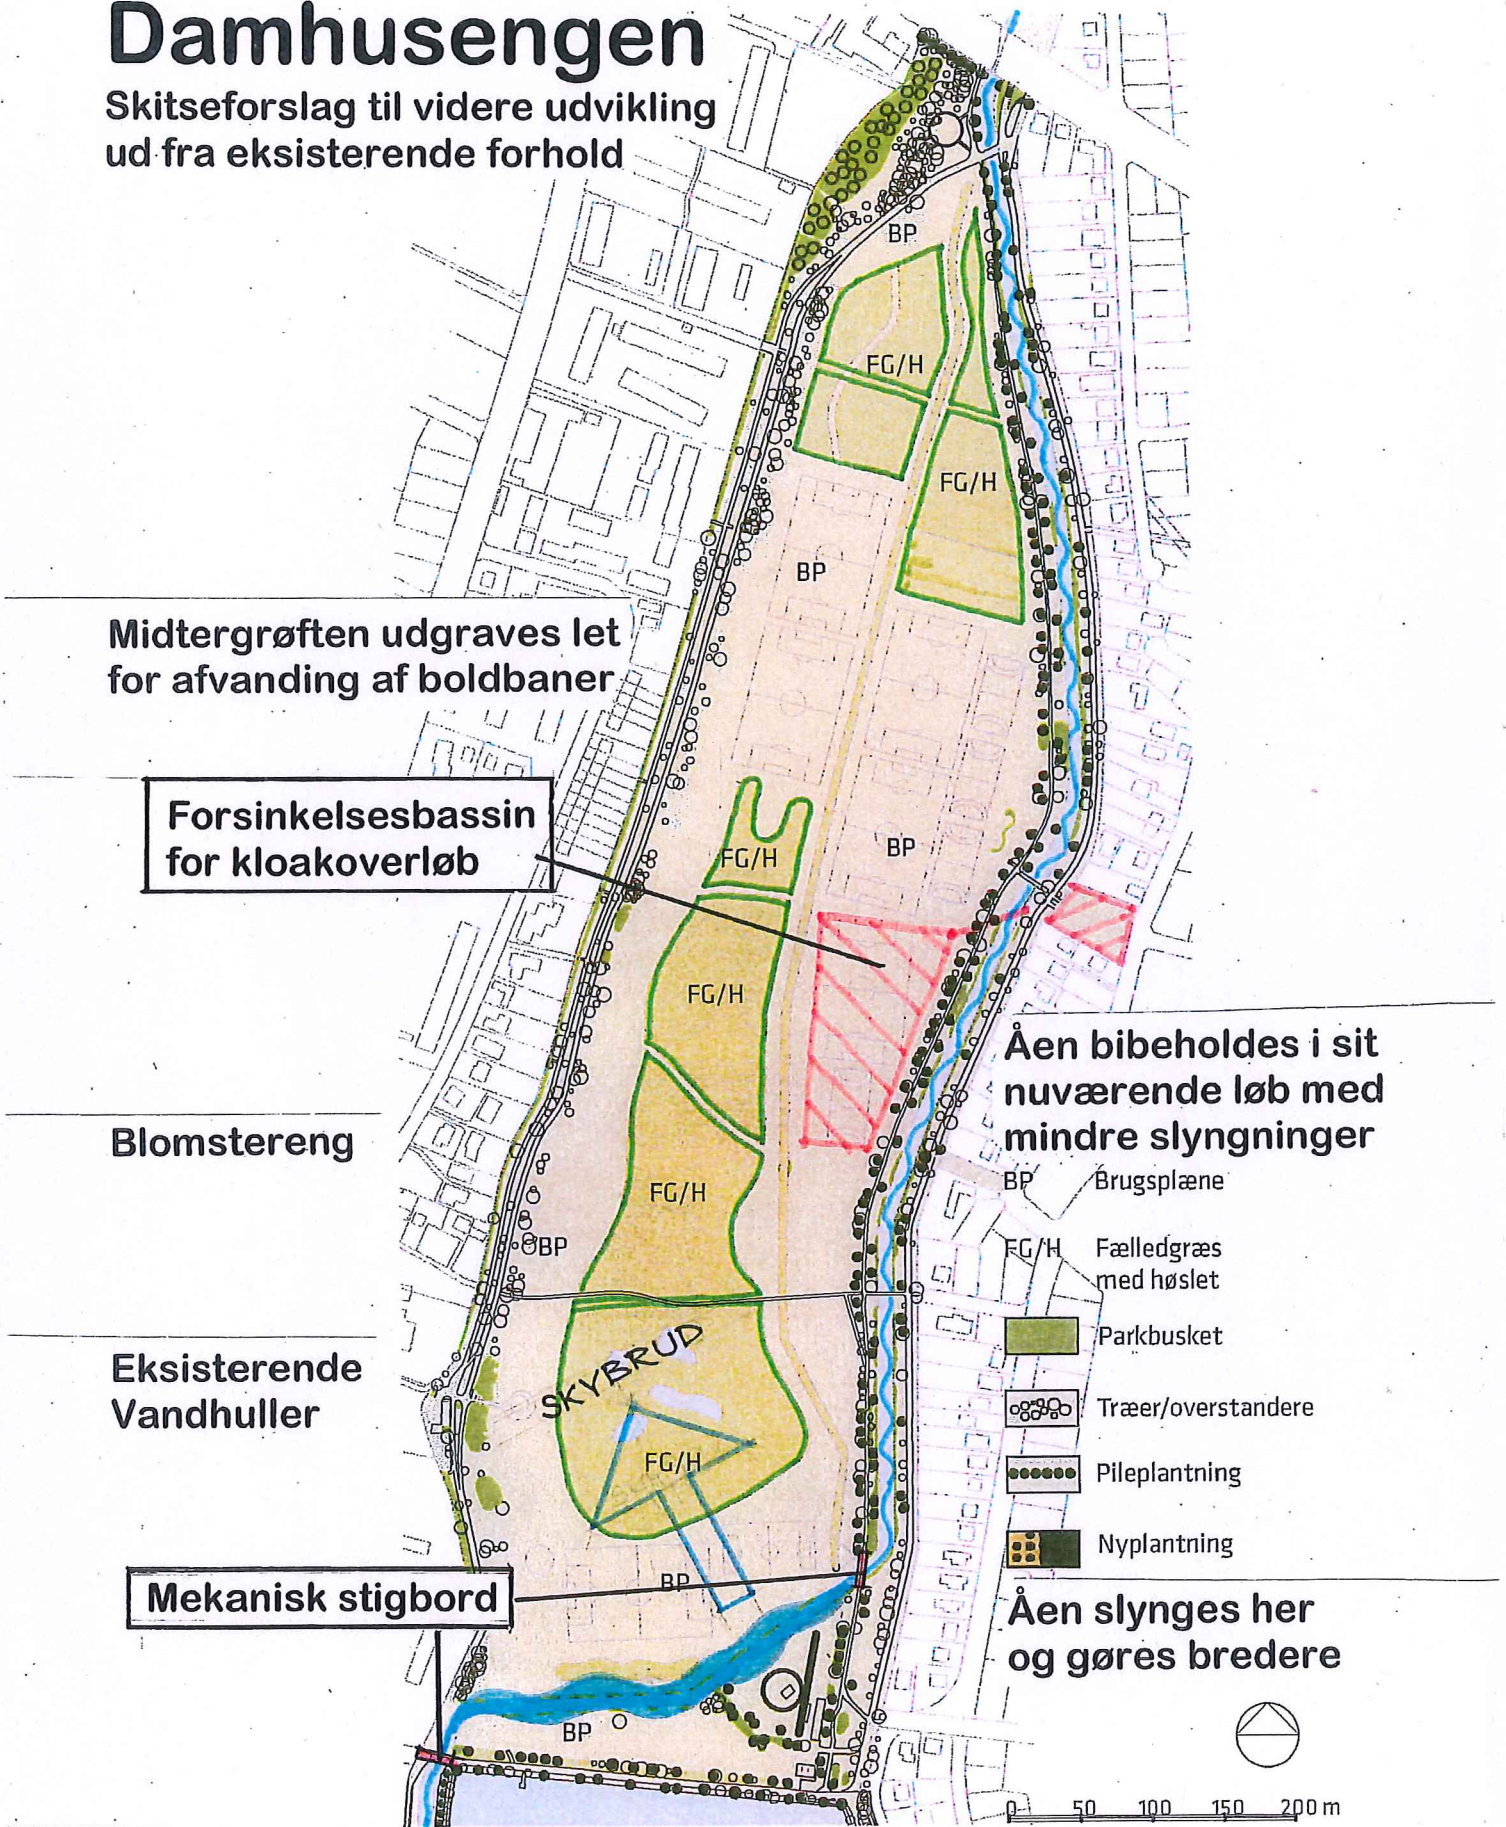 Damhusengen
Skitseforslag til videre udvikling
ud fra eksisterende forhold
BP
FG/H
FG/H
BP
Midtergrøften udgraves let
for afvanding af boldbaner
Forsinkelsesbassin
for kloakoverløb
FG/H
BP
FG/H
Åen bibeholdes i sit
nuværende løb med
mindre slyngninger
Blomstereng
BP Brugsplæne
FG/H
BP
FG/H Fælledgræs
med høslet
Parkbusket
Eksisterende
Vandhuller
SKYBRUD
Træer/overstandere
FG/H
Pileplantning
Nyplantning
Mekanisk stigbord
BP
Åen slynges her
og gøres bredere
BP
0 50 100 150 200 m